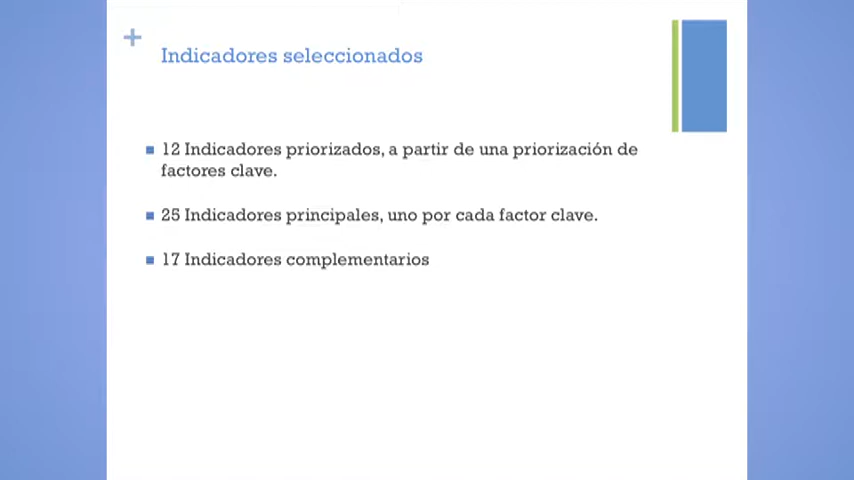 +
Indicadores seleccionados
12 Indicadores priorizados, a partir de una priorización de
factores clave.
25 Indicadores principales, uno por cada factor clave.
17 Indicadores complementarios